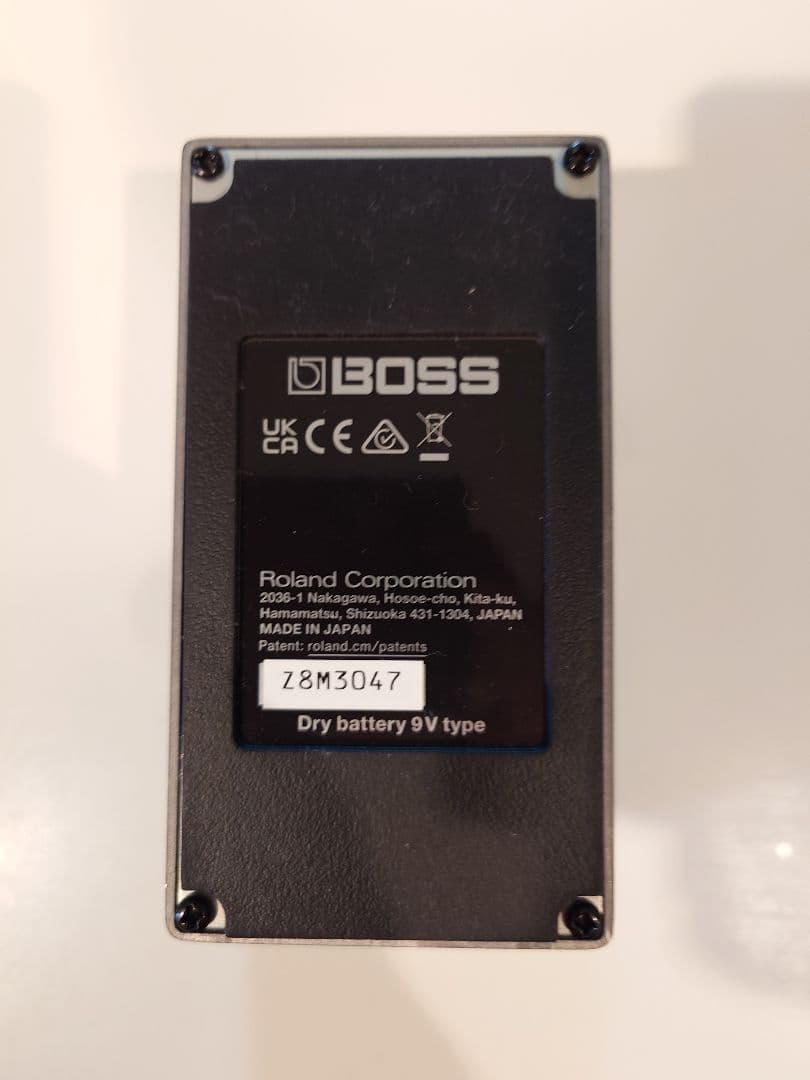 BOSS
UK
CA CE
Roland Corporation
2036-1 Nakagawa, Hosoe-cho, Kita-ku,
Hamamatsu, Shizuoka 431-1304, JAPAN
MADE IN JAPAN
Patent: roland.cm/patents
Z8M3047
Dry battery 9V type